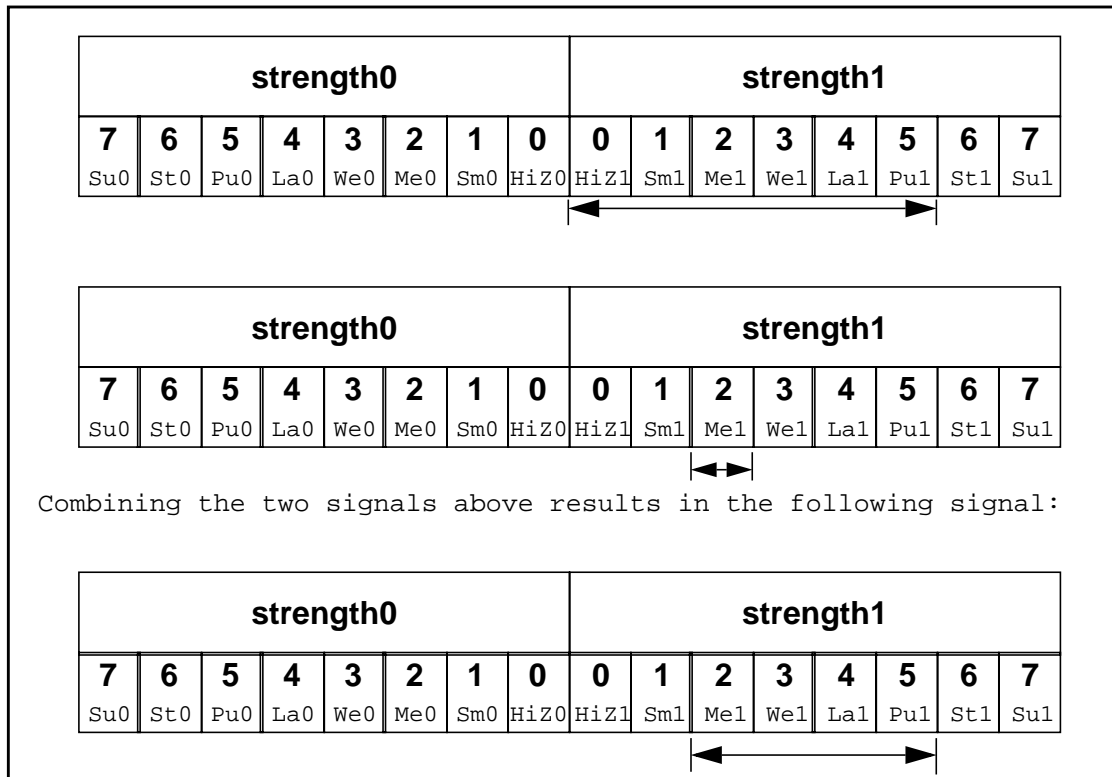 strength0 strength1
7 6 5 4 3 2 1 0 0 1 2 3 4 5 6 7
Su0 St0 Pu0 La0 We0 Me0 Sm0 HiZ0 HiZ1 Sm1 Me1 We1 La1 Pu1 St1 Su1
strength0 strength1
7 6 5 4 3 2 1 0 0 1 2 3 4 5 6 7
Su0 St0 Pu0 La0 We0 Me0 Sm0 HiZ0 HiZ1 Sm1 Me1 We1 La1 Pu1 St1 Su1
Combining the two signals above results in the following signal:
strength0 strength1
7 6 5 4 3 2 1 0 0 1 2 3 4 5 6 7
Su0 St0 Pu0 La0 We0 Me0 Sm0 HiZ0 HiZ1 Sm1 Me1 We1 La1 Pu1 St1 Su1